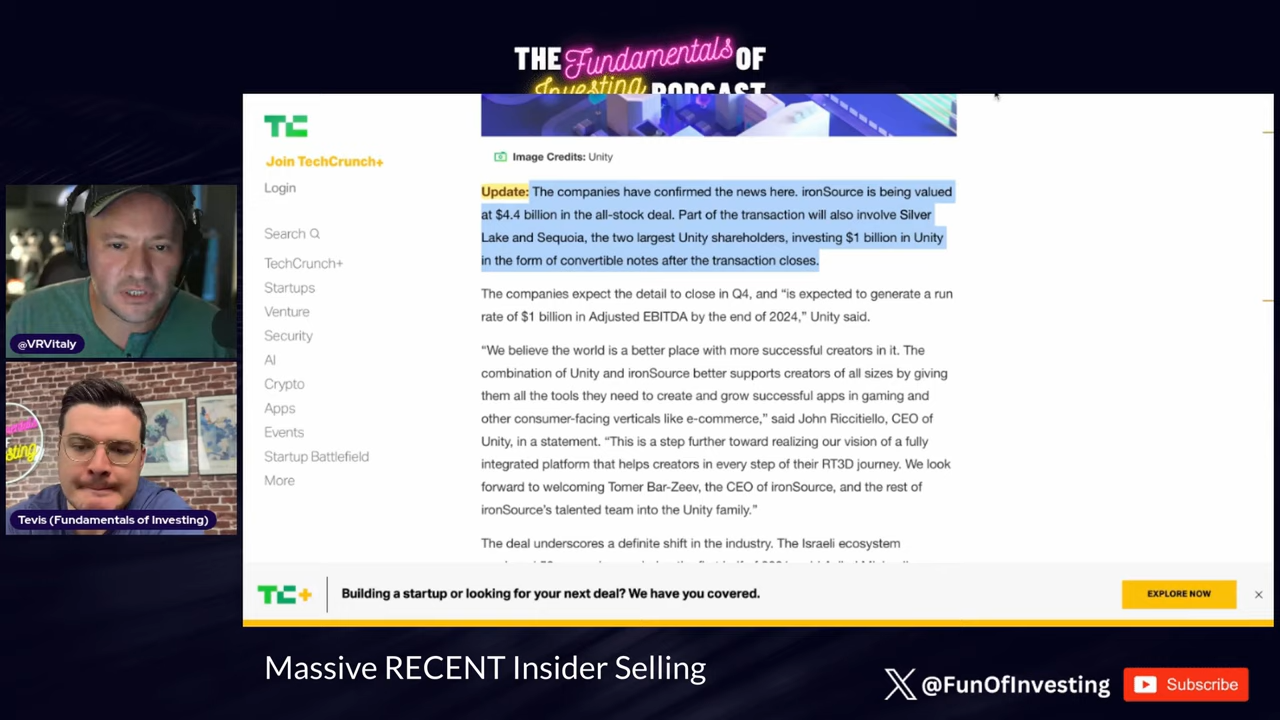 THE Fundamentals OF
Investing PODCAST
TC
Join TechCrunch+
Login
Search
TechCrunch+
Startups
Venture
Security
AI
Crypto
Apps
Events
Startup Battlefield
More
Image Credits: Unity
Update: The companies have confirmed the news here. ironSource is being valued
at $4.4 billion in the all-stock deal. Part of the transaction will also involve Silver
Lake and Sequoia, the two largest Unity shareholders, investing $1 billion in Unity
in the form of convertible notes after the transaction closes.
The companies expect the detail to close in Q4, and “is expected to generate a run
rate of $1 billion in Adjusted EBITDA by the end of 2024,” Unity said.
“We believe the world is a better place with more successful creators in it. The
combination of Unity and ironSource better supports creators of all sizes by giving
them all the tools they need to create and grow successful apps in gaming and
other consumer-facing verticals like e-commerce,” said John Riccitiello, CEO of
Unity, in a statement. “This is a step further toward realizing our vision of a fully
integrated platform that helps creators in every step of their RT3D journey. We look
forward to welcoming Tomer Bar-Zeev, the CEO of ironSource, and the rest of
ironSource’s talented team into the Unity family.”
The deal underscores a definite shift in the industry. The Israeli ecosystem
@VRVitaly
Tevis (Fundamentals of Investing)
TC+
Building a startup or looking for your next deal? We have you covered.
EXPLORE NOW
Massive RECENT Insider Selling
@FunOfInvesting
Subscribe